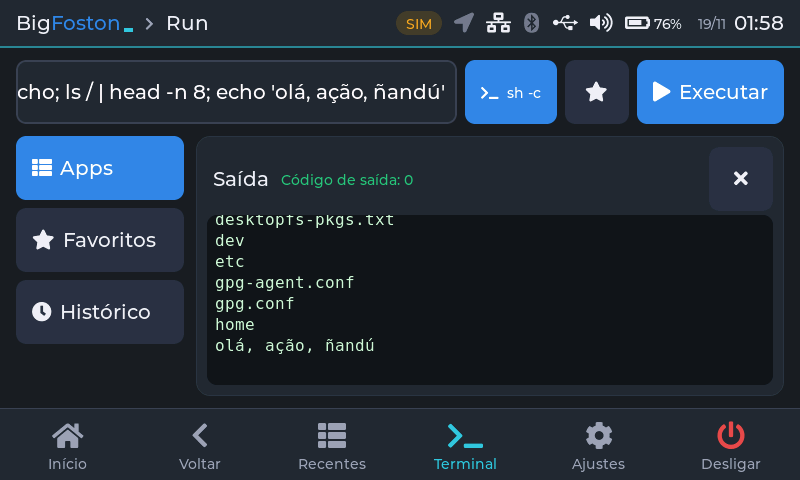 BigFoston_ > Run
SIM 76% 19/11 01:58
cho; ls / | head -n 8; echo 'olá, ação, ñandú'
sh -c
Executar
Apps
Favoritos
Histórico
Saída Código de saída: 0
desktopfs-pkgs.txt
dev
etc
gpg-agent.conf
gpg.conf
home
olá, ação, ñandú
Início
Voltar
Recentes
Terminal
Ajustes
Desligar